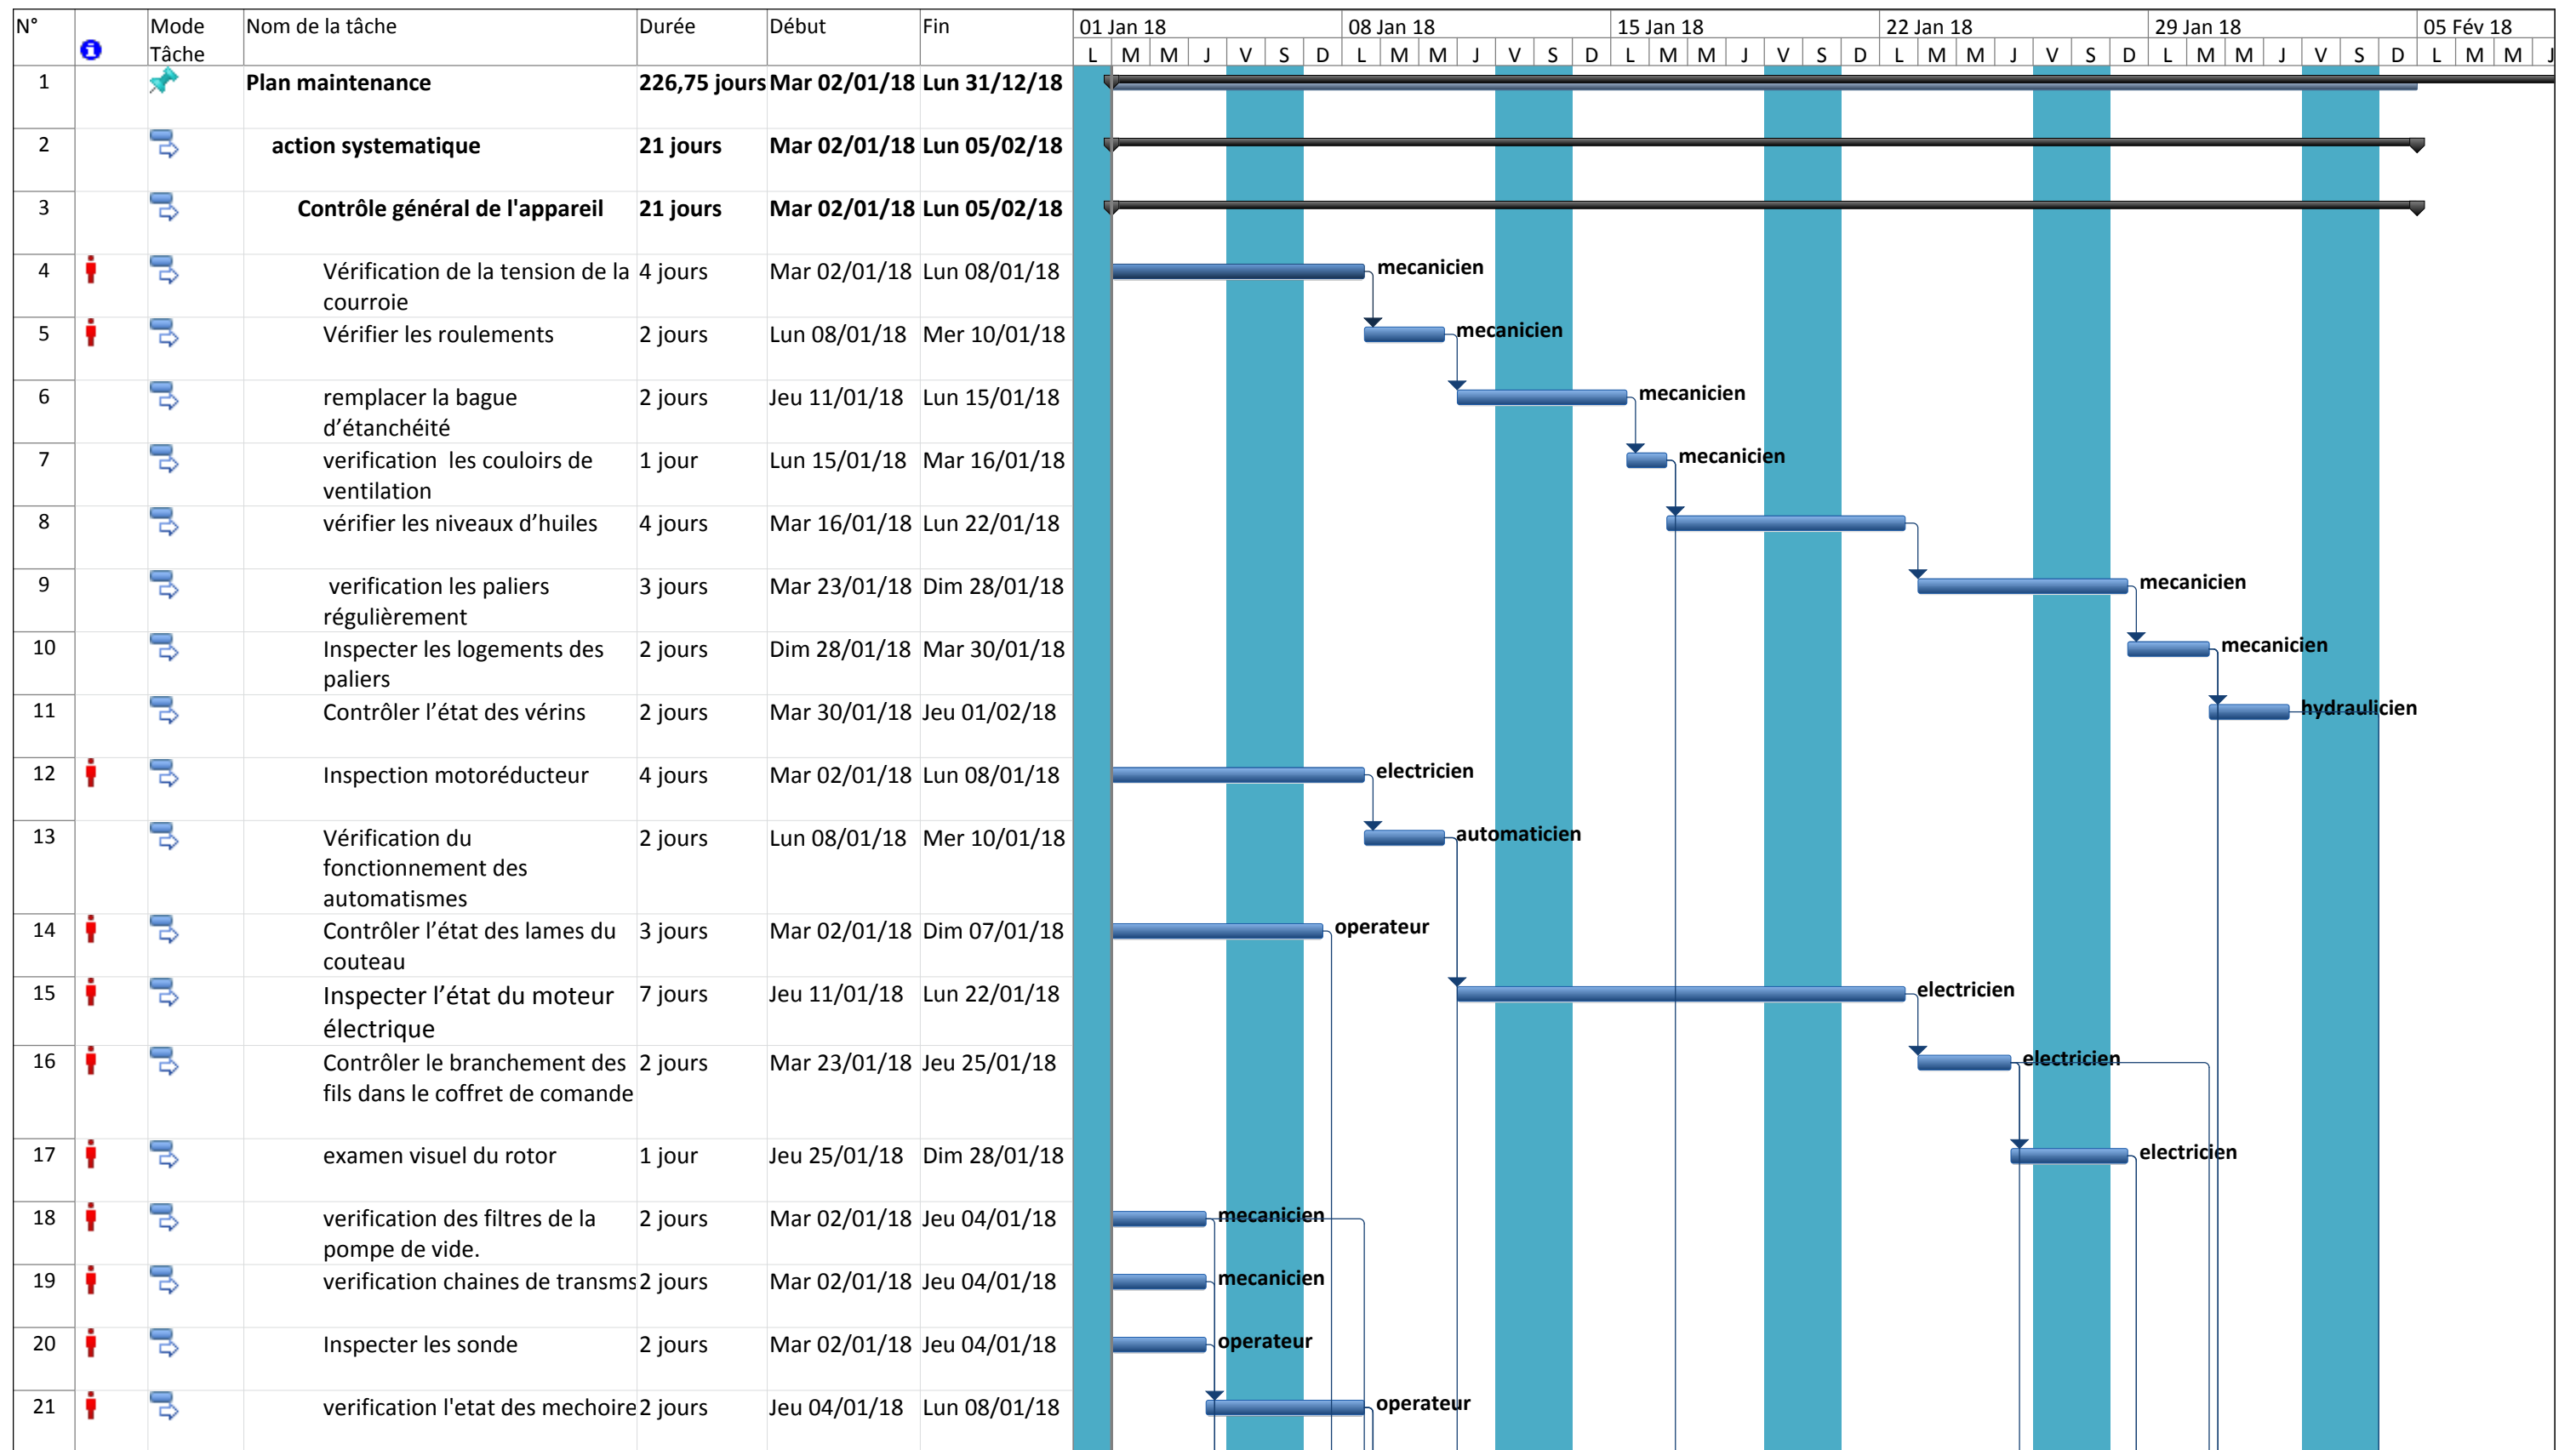 N° Mode Nom de la tâche Durée Début Fin 01 Jan 18 08 Jan 18 15 Jan 18 22 Jan 18 29 Jan 18 05 Fév 18
Tâche L M M J V S D L M M J V S D L M M J V S D L M M J V S D L M M J V S D L M M J
1 Plan maintenance 226,75 jours Mar 02/01/18 Lun 31/12/18
2 action systematique 21 jours Mar 02/01/18 Lun 05/02/18
3 Contrôle général de l'appareil 21 jours Mar 02/01/18 Lun 05/02/18
4 Vérification de la tension de la 4 jours Mar 02/01/18 Lun 08/01/18 mecanicien
courroie
5 Vérifier les roulements 2 jours Lun 08/01/18 Mer 10/01/18 mecanicien
6 remplacer la bague 2 jours Jeu 11/01/18 Lun 15/01/18 mecanicien
d’étanchéité
7 verification les couloirs de 1 jour Lun 15/01/18 Mar 16/01/18 mecanicien
ventilation
8 vérifier les niveaux d’huiles 4 jours Mar 16/01/18 Lun 22/01/18
9 verification les paliers 3 jours Mar 23/01/18 Dim 28/01/18 mecanicien
régulièrement
10 Inspecter les logements des 2 jours Dim 28/01/18 Mar 30/01/18 mecanicien
paliers
11 Contrôler l’état des vérins 2 jours Mar 30/01/18 Jeu 01/02/18 hydraulicien
12 Inspection motoréducteur 4 jours Mar 02/01/18 Lun 08/01/18 electricien
13 Vérification du 2 jours Lun 08/01/18 Mer 10/01/18 automaticien
fonctionnement des
automatismes
14 Contrôler l’état des lames du 3 jours Mar 02/01/18 Dim 07/01/18 operateur
couteau
15 Inspecter l’état du moteur 7 jours Jeu 11/01/18 Lun 22/01/18 electricien
électrique
16 Contrôler le branchement des 2 jours Mar 23/01/18 Jeu 25/01/18 electricien
fils dans le coffret de comande
17 examen visuel du rotor 1 jour Jeu 25/01/18 Dim 28/01/18 electricien
18 verification des filtres de la 2 jours Mar 02/01/18 Jeu 04/01/18 mecanicien
pompe de vide.
19 verification chaines de transms 2 jours Mar 02/01/18 Jeu 04/01/18 mecanicien
20 Inspecter les sonde 2 jours Mar 02/01/18 Jeu 04/01/18 operateur
21 verification l'etat des mechoire 2 jours Jeu 04/01/18 Lun 08/01/18 operateur